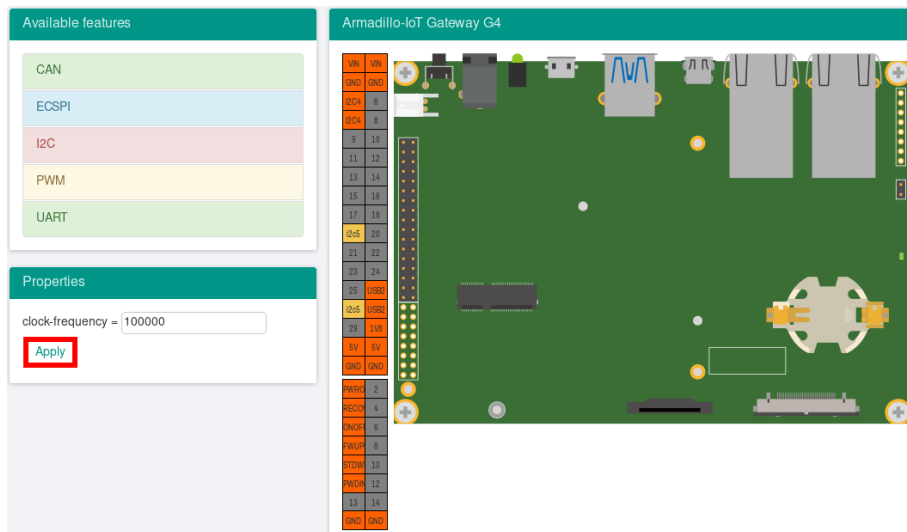 Available features
CAN
ECSPI
I2C
PWM
UART
Properties
clock-frequency = 100000
Apply
Armadillo-IoT Gateway G4
VIN VIN
GND GND
I2C4 6
I2C4 8
9 10
11 12
13 14
15 16
17 18
i2c5 20
21 22
23 24
25 USB2
i2c5 USB2
29 1V8
5V 5V
GND GND
PWRO 2
RECOV 4
ONOFF 6
FWUP 8
STDW 10
PWDIN 12
13 14
GND GND